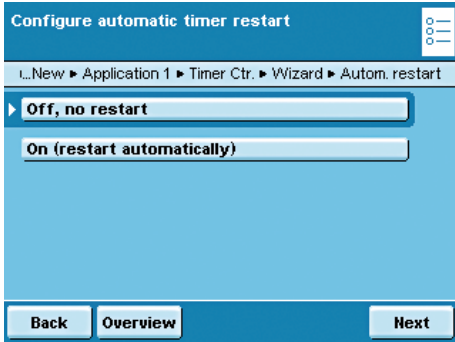 Configure automatic timer restart
...New ▸ Application 1 ▸ Timer Ctr. ▸ Wizard ▸ Autom. restart
Off, no restart
On (restart automatically)
Back Overview Next